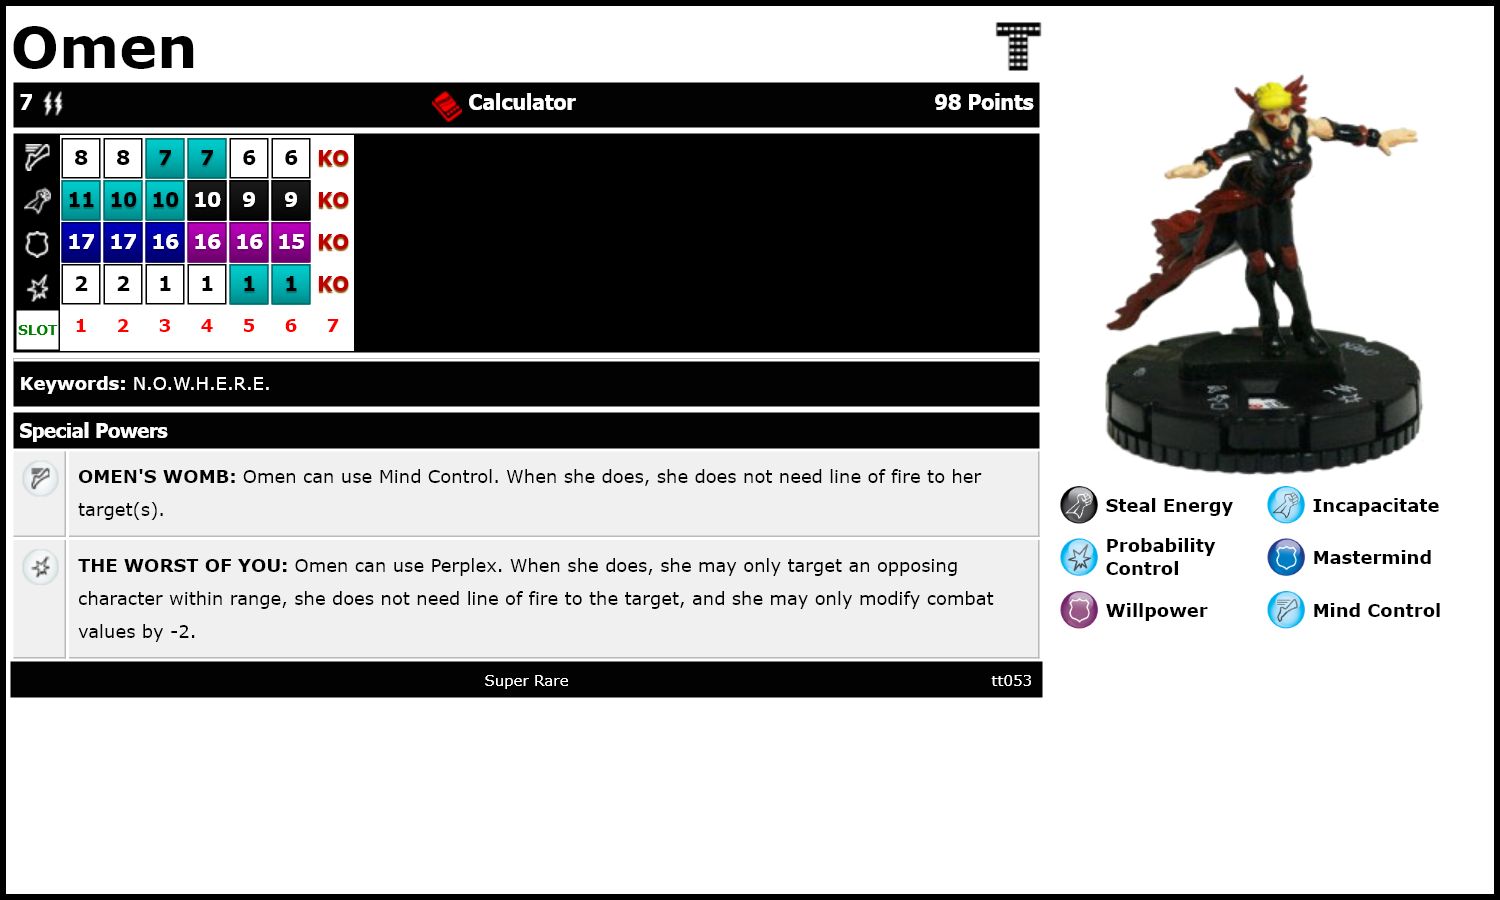 Omen
7 Calculator 98 Points
8 8 7 7 6 6 KO
11 10 10 10 9 9 KO
17 17 16 16 16 15 KO
2 2 1 1 1 1 KO
SLOT 1 2 3 4 5 6 7
Keywords: N.O.W.H.E.R.E.
Special Powers
OMEN'S WOMB: Omen can use Mind Control. When she does, she does not need line of fire to her
target(s).
THE WORST OF YOU: Omen can use Perplex. When she does, she may only target an opposing
character within range, she does not need line of fire to the target, and she may only modify combat
values by -2.
Super Rare tt053
OMEN
Steal Energy
Incapacitate
Probability
Control
Mastermind
Willpower
Mind Control